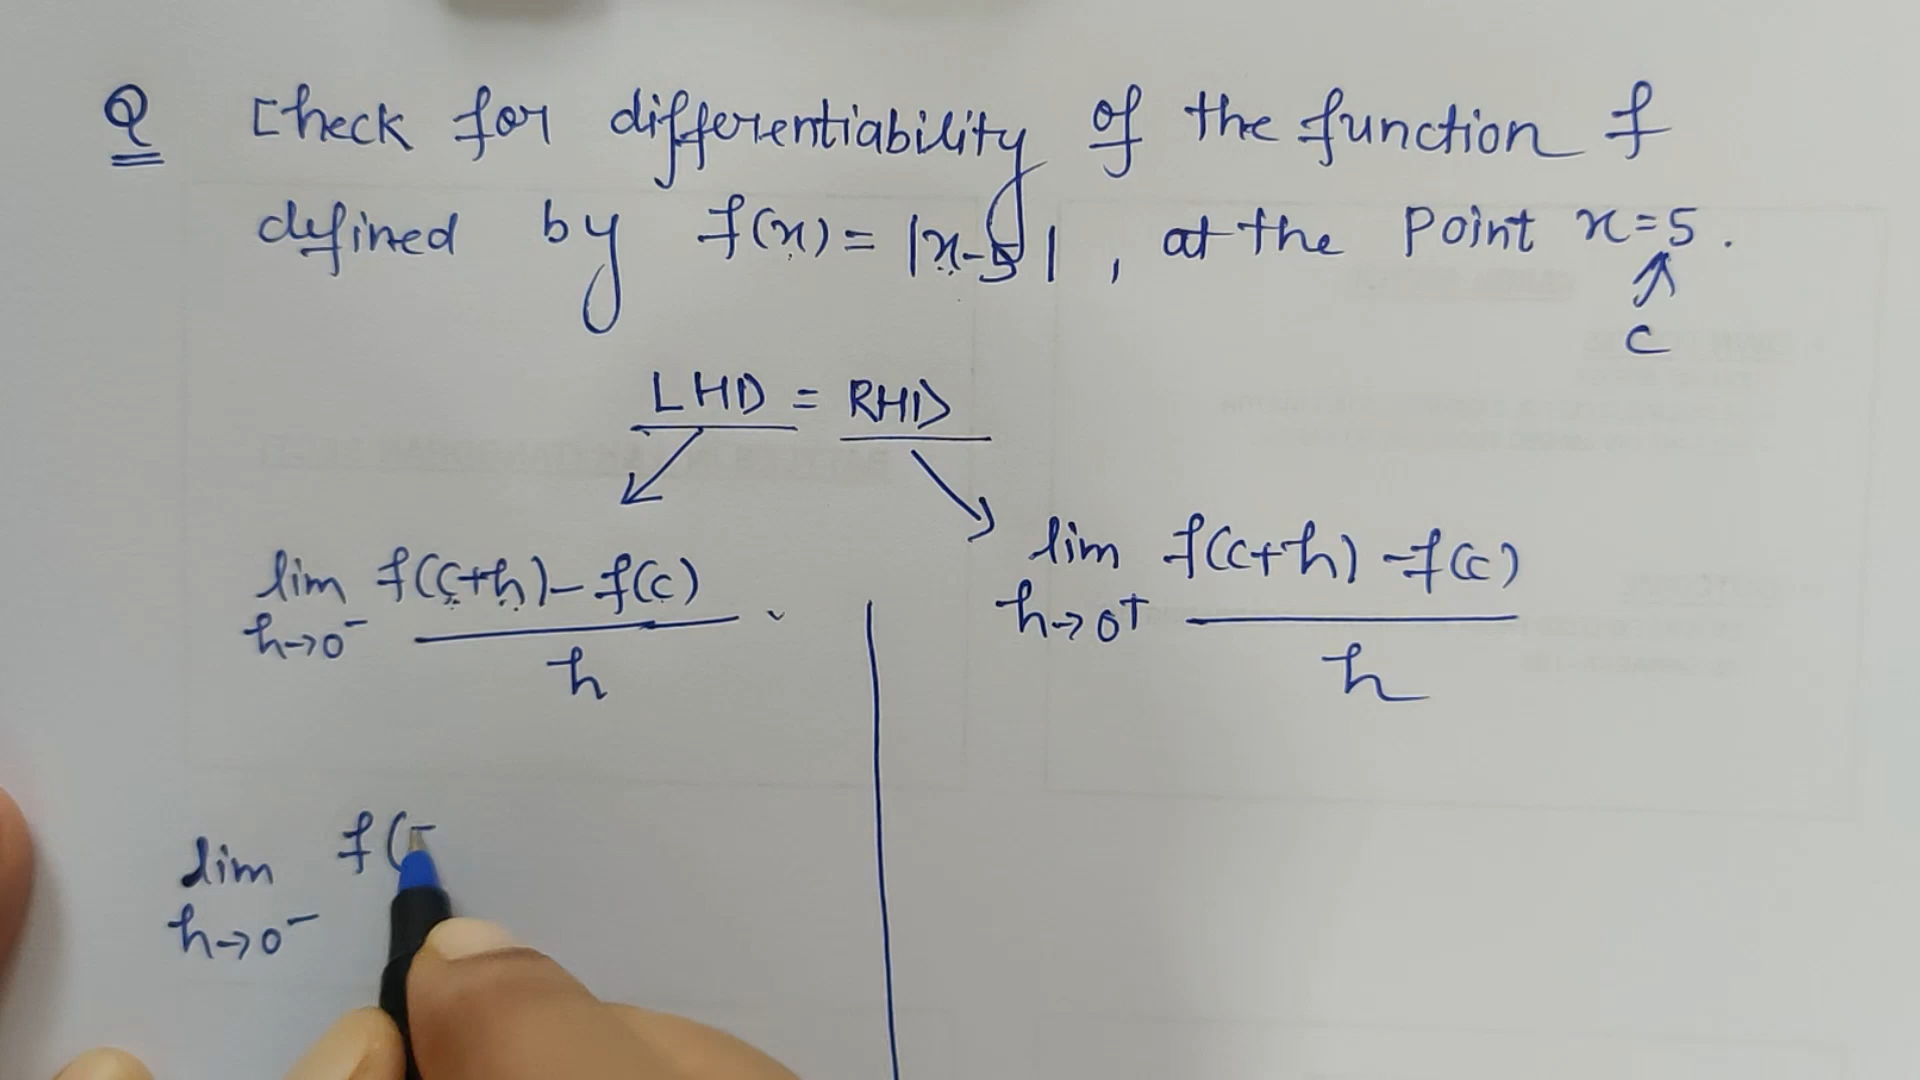 Q Check for differentiability of the function f
defined by f(x) = |x-5| , at the Point x=5.
↑
c
LHD = RHD
lim f(c+h)-f(c)
h→0⁻ h
lim f(c+h)-f(c)
h→0⁺ h
lim f(5
h→0⁻